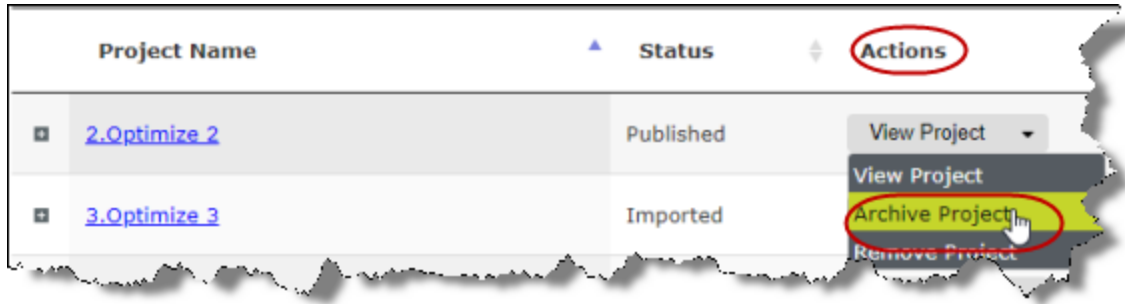 Project Name Status Actions
2.Optimize 2 Published View Project
View Project
3.Optimize 3 Imported Archive Project
Remove Project